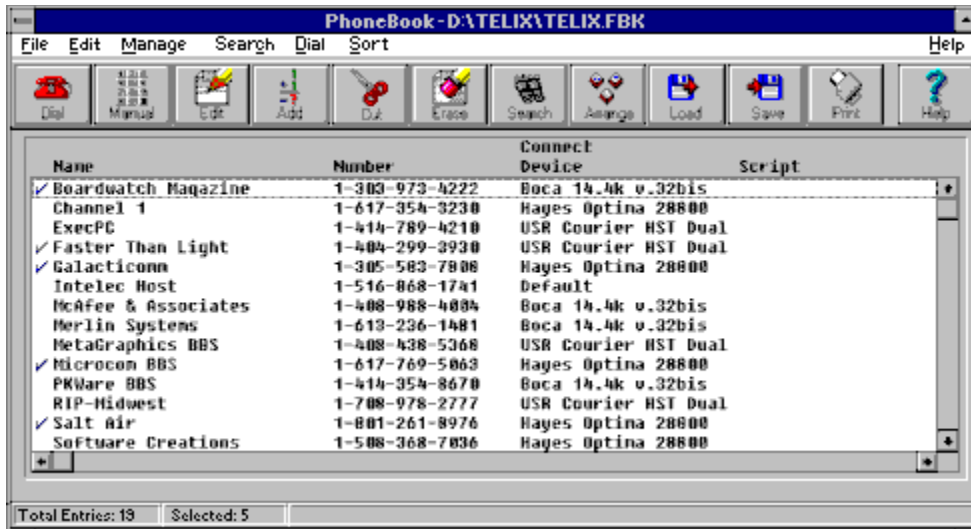 PhoneBook - D:\TELIX\TELIX.FBK
File Edit Manage Search Dial Sort Help
Dial Manual Edit Add Cut Erase Search Arrange Load Save Print Help
Connect
Name Number Device Script
✓ Boardwatch Magazine 1-303-973-4222 Boca 14.4k v.32bis
Channel 1 1-617-354-3230 Hayes Optima 28800
ExecPC 1-414-789-4210 USR Courier HST Dual
✓ Faster Than Light 1-404-299-3930 USR Courier HST Dual
✓ Galacticomm 1-305-583-7808 Hayes Optima 28800
Intelec Host 1-516-868-1741 Default
McAfee & Associates 1-408-988-4004 Boca 14.4k v.32bis
Merlin Systems 1-613-236-1481 Boca 14.4k v.32bis
MetaGraphics BBS 1-408-438-5368 USR Courier HST Dual
✓ Microcom BBS 1-617-769-5063 Hayes Optima 28800
PKWare BBS 1-414-354-8670 Boca 14.4k v.32bis
RIP-Midwest 1-708-978-2777 USR Courier HST Dual
✓ Salt Air 1-801-261-8976 Hayes Optima 28800
Software Creations 1-508-368-7036 Hayes Optima 28800
Total Entries: 19 Selected: 5